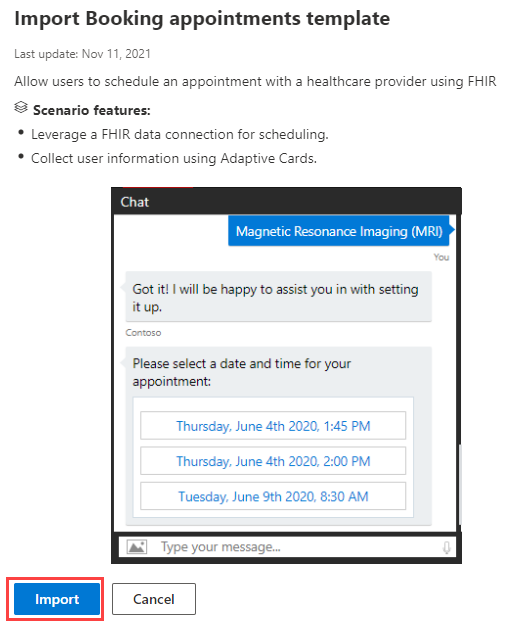 Import Booking appointments template
Last update: Nov 11, 2021
Allow users to schedule an appointment with a healthcare provider using FHIR
Scenario features:
• Leverage a FHIR data connection for scheduling.
• Collect user information using Adaptive Cards.
Chat
Magnetic Resonance Imaging (MRI)
You
Got it! I will be happy to assist you in with setting
it up.
Contoso
Please select a date and time for your
appointment:
Thursday, June 4th 2020, 1:45 PM
Thursday, June 4th 2020, 2:00 PM
Tuesday, June 9th 2020, 8:30 AM
Type your message...
Import
Cancel